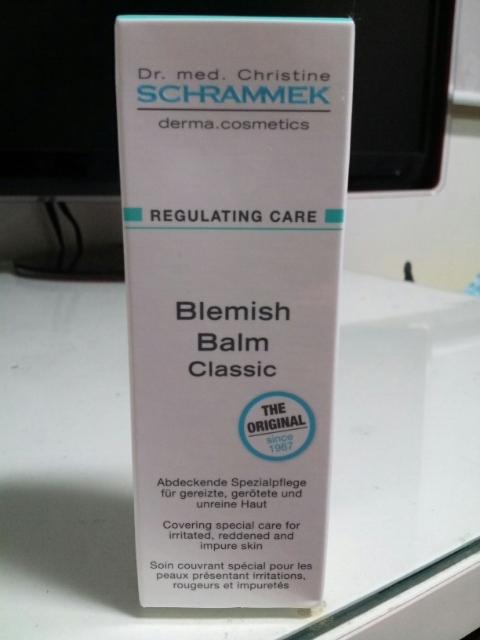 Dr. med. Christine
SCHRAMMEK
derma.cosmetics
REGULATING CARE
Blemish
Balm
Classic
THE
ORIGINAL
since
1967
Abdeckende Spezialpflege
für gereizte, gerötete und
unreine Haut
Covering special care for
irritated, reddened and
impure skin
Soin couvrant spécial pour les
peaux présentant irritations,
rougeurs et impuretés